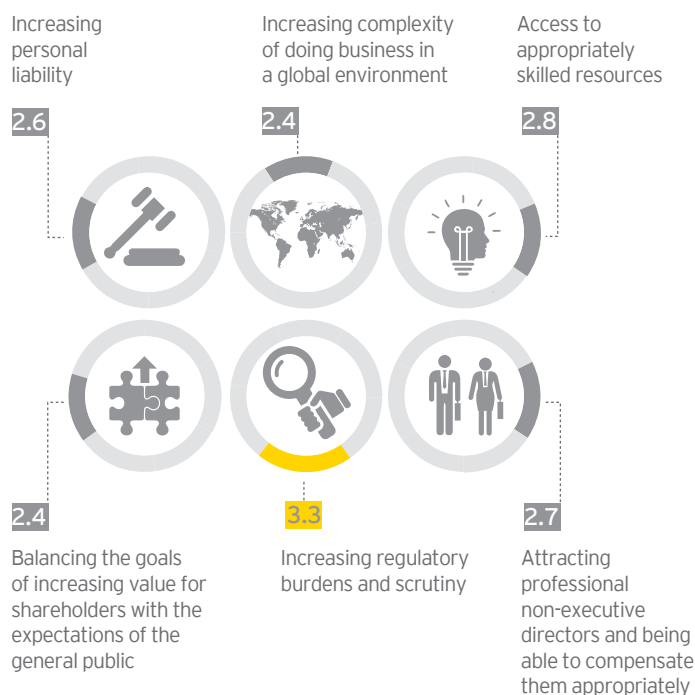 Increasing
personal
liability
2.6
Increasing complexity
of doing business in
a global environment
2.4
Access to
appropriately
skilled resources
2.8
2.4
Balancing the goals
of increasing value for
shareholders with the
expectations of the
general public
3.3
Increasing regulatory
burdens and scrutiny
2.7
Attracting
professional
non-executive
directors and being
able to compensate
them appropriately